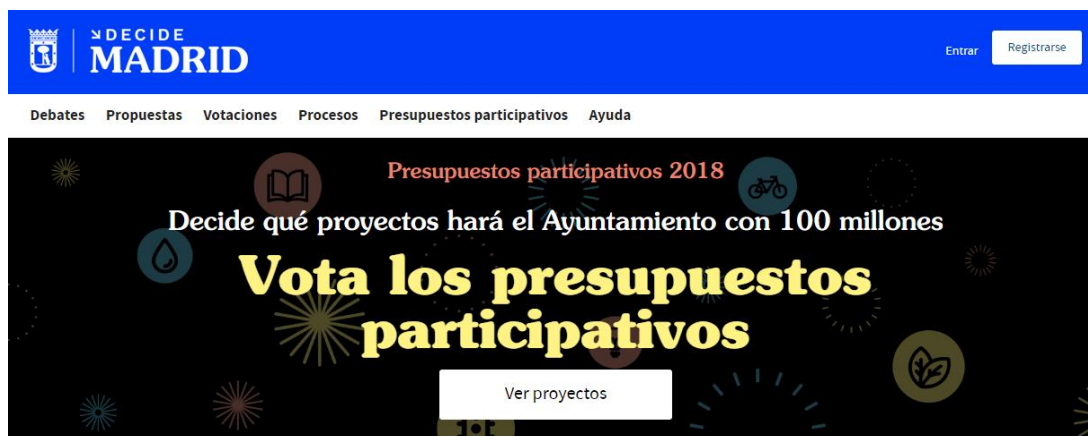 DECIDE
MADRID
Entrar
Registrarse
Debates Propuestas Votaciones Procesos Presupuestos participativos Ayuda
Presupuestos participativos 2018
Decide qué proyectos hará el Ayuntamiento con 100 millones
Vota los presupuestos
participativos
Ver proyectos